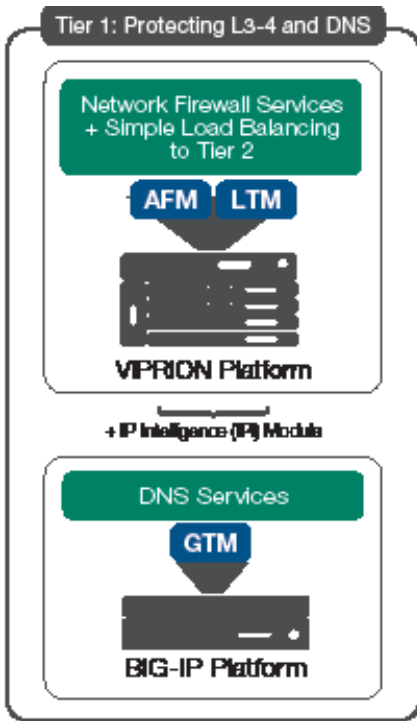 Tier 1: Protecting L3-4 and DNS
Network Firewall Services
+ Simple Load Balancing
to Tier 2
AFM LTM
VIPRION Platform
+ IP Intelligence (IPI) Module
DNS Services
GTM
BIG-IP Platform